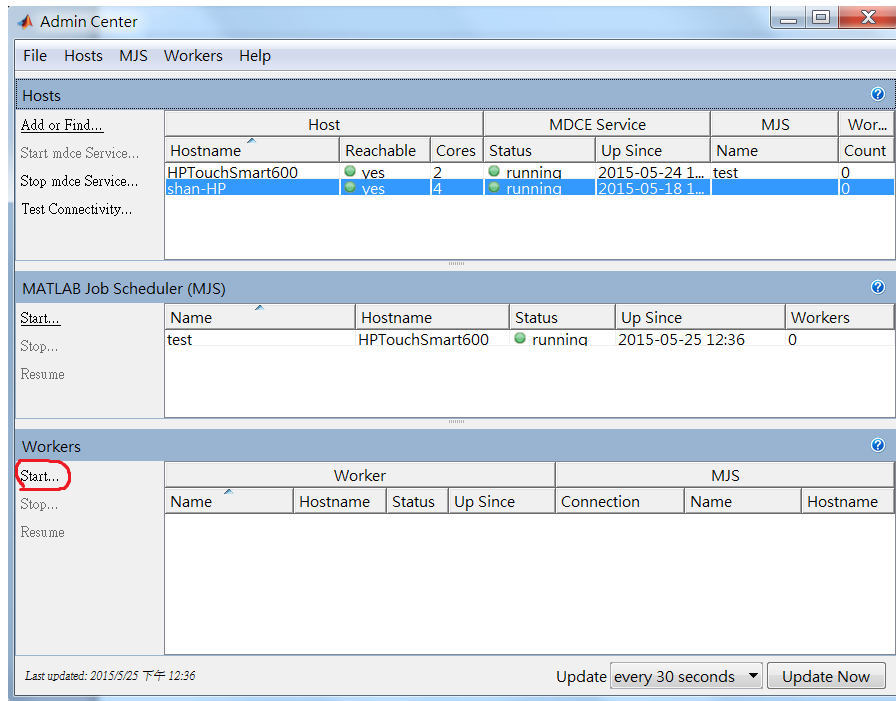 Admin Center
File Hosts MJS Workers Help
Hosts
Add or Find...
Start mdce Service...
Stop mdce Service...
Test Connectivity...
Host MDCE Service MJS Wor...
Hostname Reachable Cores Status Up Since Name Count
HPTouchSmart600 yes 2 running 2015-05-24 1... test 0
shan-HP yes 4 running 2015-05-18 1... 0
MATLAB Job Scheduler (MJS)
Start...
Stop...
Resume
Name Hostname Status Up Since Workers
test HPTouchSmart600 running 2015-05-25 12:36 0
Workers
Start...
Stop...
Resume
Worker MJS
Name Hostname Status Up Since Connection Name Hostname
Last updated: 2015/5/25 下午 12:36
Update every 30 seconds Update Now